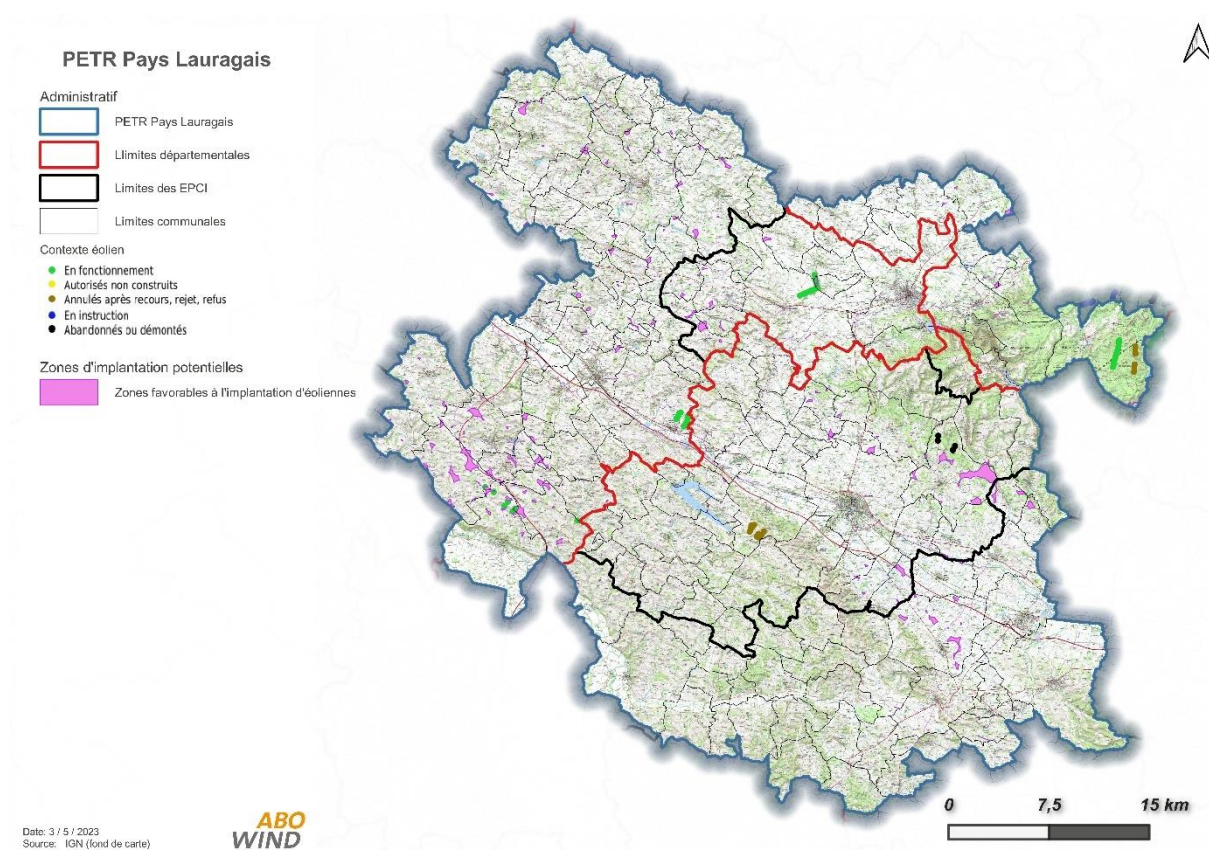 PETR Pays Lauragais
Administratif
PETR Pays Lauragais
Llimites départementales
Limites des EPCI
Limites communales
Contexte éolien
En fonctionnement
Autorisés non construits
Annulés après recours, rejet, refus
En instruction
Abandonnés ou démontés
Zones d'implantation potentielles
Zones favorables à l'implantation d'éoliennes
Date: 3 / 5 / 2023
Source: IGN (fond de carte)
ABO
WIND
0 7,5 15 km